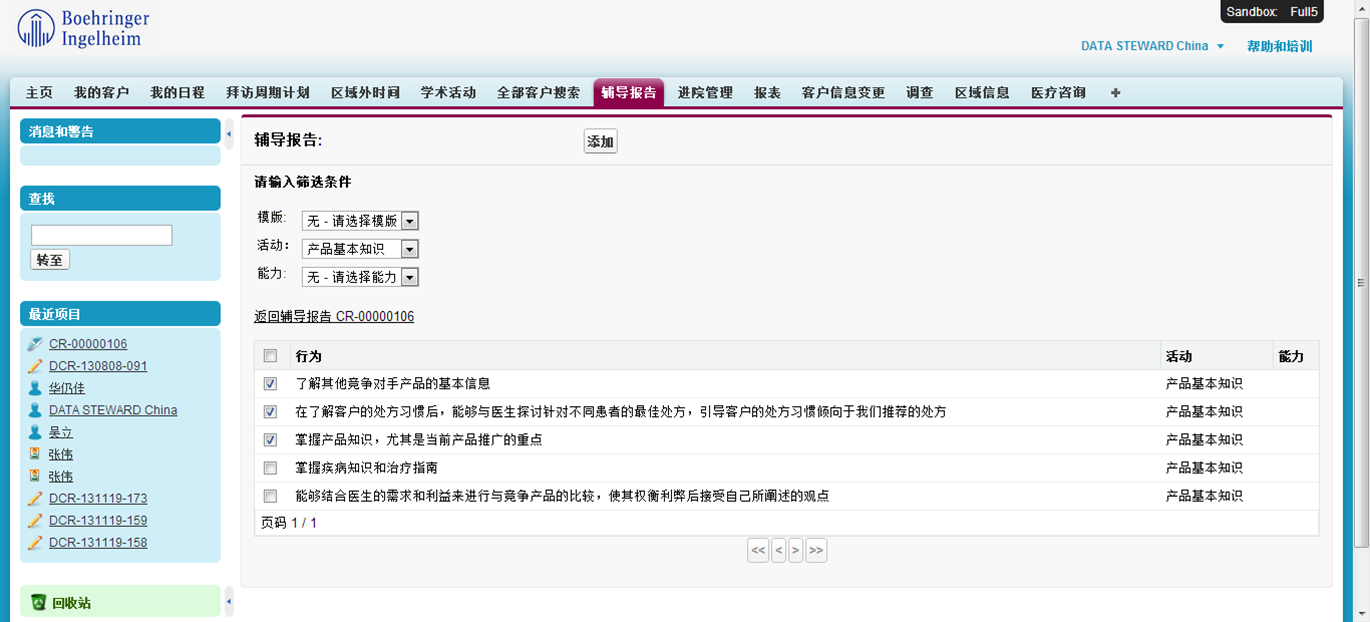 Boehringer
Ingelheim
Sandbox: Full5
DATA STEWARD China 帮助和培训
主页 我的客户 我的日程 拜访周期计划 区域外时间 学术活动 全部客户搜索 辅导报告 进院管理 报表 客户信息变更 调查 区域信息 医疗咨询 +
消息和警告
查找
转至
最近项目
CR-00000106
DCR-130808-091
华仍佳
DATA STEWARD China
吴立
张伟
张伟
DCR-131119-173
DCR-131119-159
DCR-131119-158
回收站
辅导报告: 添加
请输入筛选条件
模版: 无 - 请选择模版
活动: 产品基本知识
能力: 无 - 请选择能力
返回辅导报告 CR-00000106
行为 活动 能力
了解其他竞争对手产品的基本信息 产品基本知识
在了解客户的处方习惯后，能够与医生探讨针对不同患者的最佳处方，引导客户的处方习惯倾向于我们推荐的处方 产品基本知识
掌握产品知识，尤其是当前产品推广的重点 产品基本知识
掌握疾病知识和治疗指南 产品基本知识
能够结合医生的需求和利益来进行与竞争产品的比较，使其权衡利弊后接受自己所阐述的观点 产品基本知识
页码 1 / 1
<< < > >>